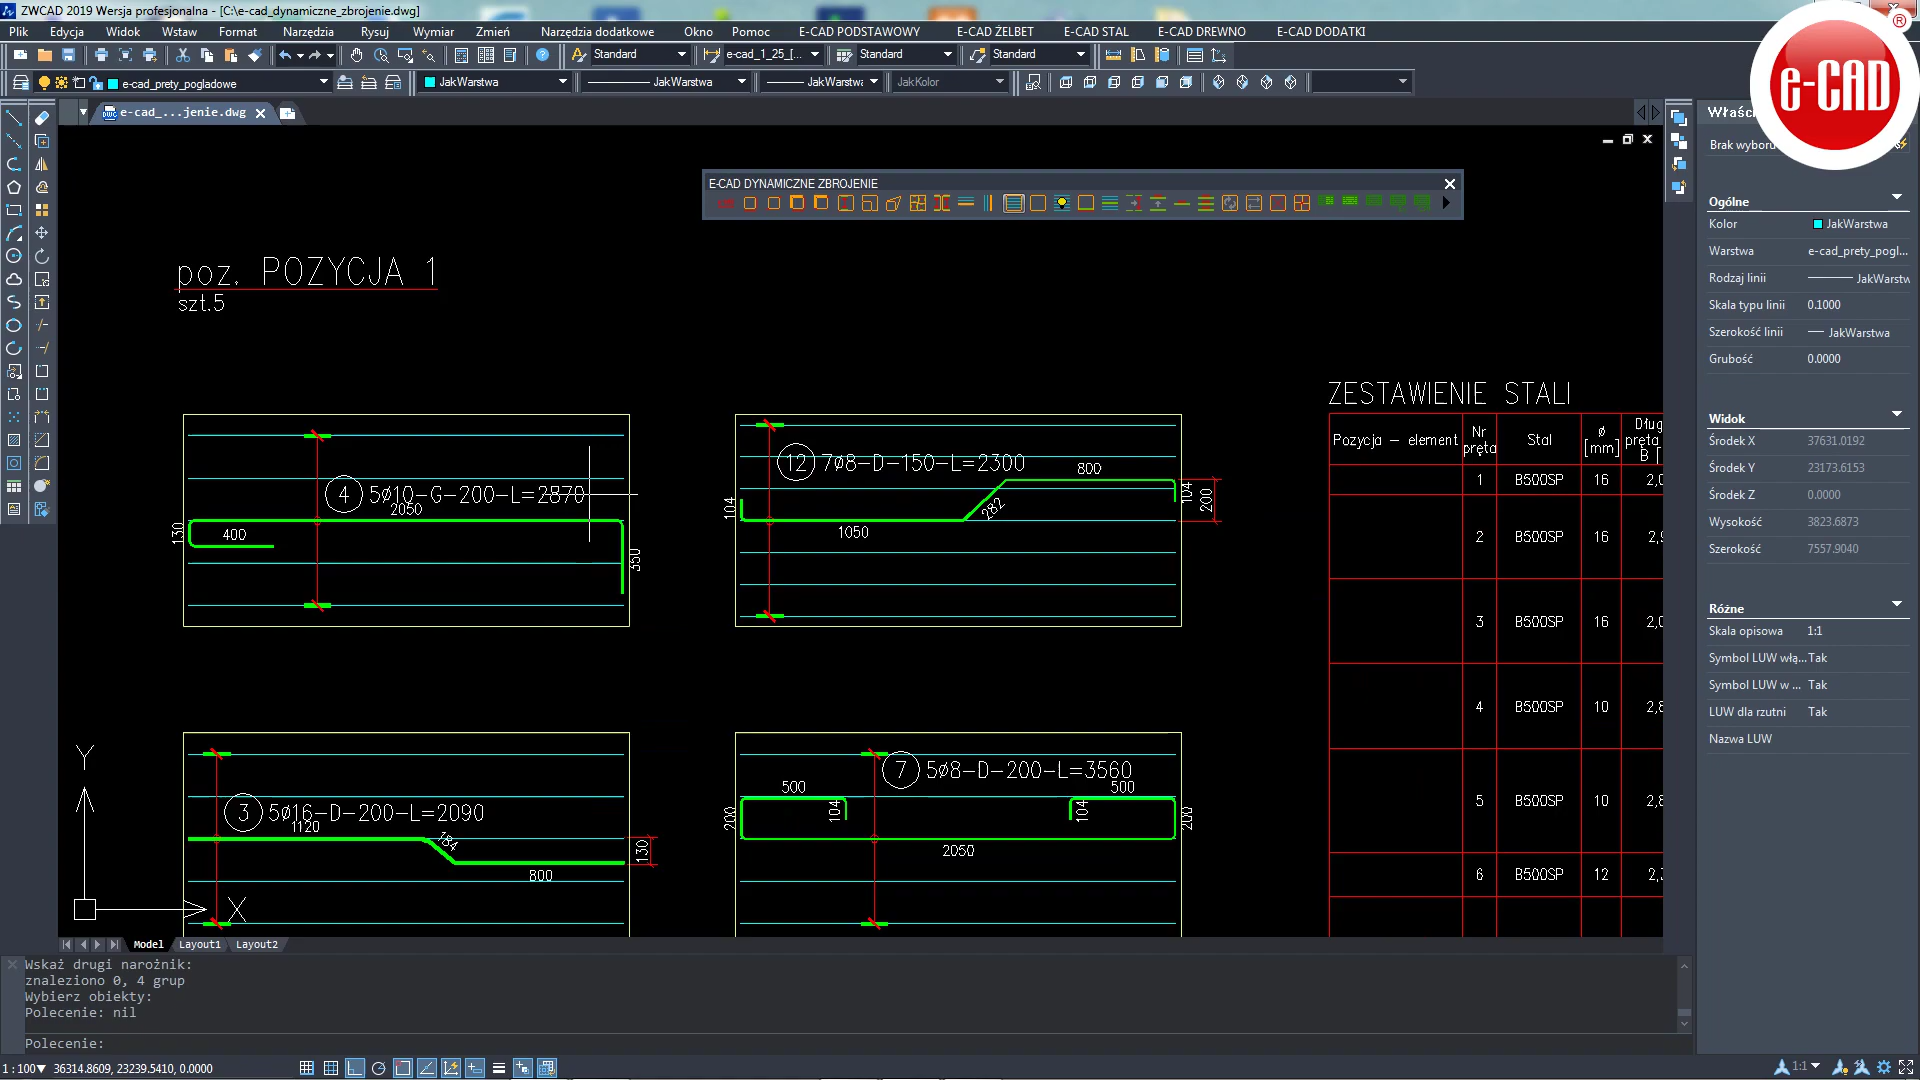 ZWCAD 2019 Wersja profesjonalna - [C:\e-cad_dynamiczne_zbrojenie.dwg]
Plik Edycja Widok Wstaw Format Narzędzia Rysuj Wymiar Zmień Narzędzia dodatkowe Okno Pomoc E-CAD PODSTAWOWY E-CAD ŻELBET E-CAD STAL E-CAD DREWNO E-CAD DODATKI
Standard e-cad_1_25_[... Standard Standard
e-cad_prety_pogladowe JakWarstwa JakWarstwa JakWarstwa JakKolor
e-CAD ®
e-cad_...jenie.dwg
E-CAD DYNAMICZNE ZBROJENIE
poz. POZYCJA 1
szt.5
4 5ø10-G-200-L=2870
2050
130
400
350
12 7ø8-D-150-L=2300
800
104
104
200
282
1050
3 5ø16-D-200-L=2090
1120
184
130
800
7 5ø8-D-200-L=3560
500
500
200
104
104
200
2050
Y
X
ZESTAWIENIE STALI
Pozycja – element Nr pręta Stal ø [mm]
1 B500SP 16
2 B500SP 16
3 B500SP 16
4 B500SP 10
5 B500SP 10
6 B500SP 12
Brak wyboru
Ogólne
Kolor JakWarstwa
Warstwa e-cad_prety_pogl...
Rodzaj linii JakWarstw
Skala typu linii 0.1000
Szerokość linii JakWarstwa
Grubość 0.0000
Widok
Środek X 37631.0192
Środek Y 23173.6153
Środek Z 0.0000
Wysokość 3823.6873
Szerokość 7557.9040
Różne
Skala opisowa 1:1
Symbol LUW włą... Tak
Symbol LUW w ... Tak
LUW dla rzutni Tak
Nazwa LUW
Model Layout1 Layout2
Wskaż drugi narożnik:
znaleziono 0, 4 grup
Wybierz obiekty:
Polecenie: nil
Polecenie:
1 : 100 36314.8609, 23239.5410, 0.0000
1:1